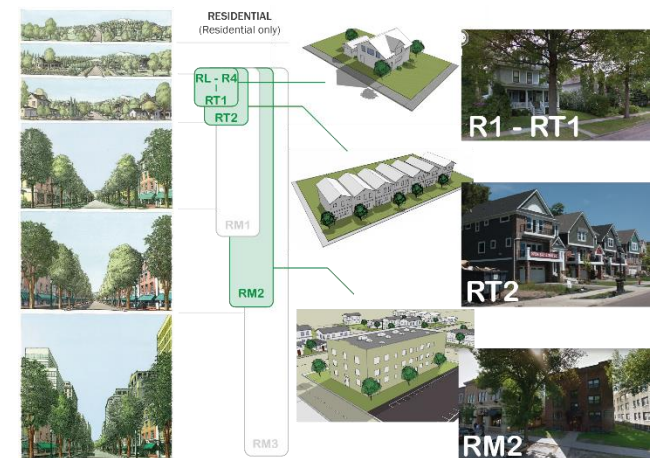 RESIDENTIAL
(Residential only)
RL - R4
I
RT1
RT2
RM1
RM2
RM3
R1 - RT1
RT2
RM2